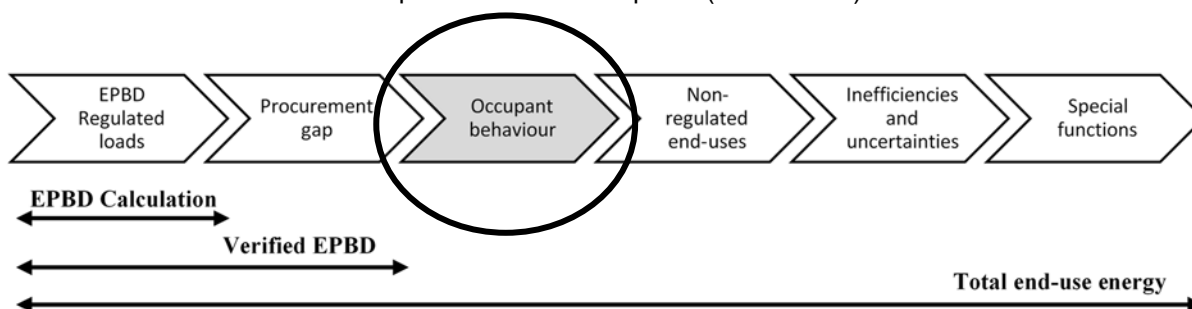 EPBD
Regulated
loads
Procurement
gap
Occupant
behaviour
Non-
regulated
end-uses
Inefficiencies
and
uncertainties
Special
functions
EPBD Calculation
Verified EPBD
Total end-use energy